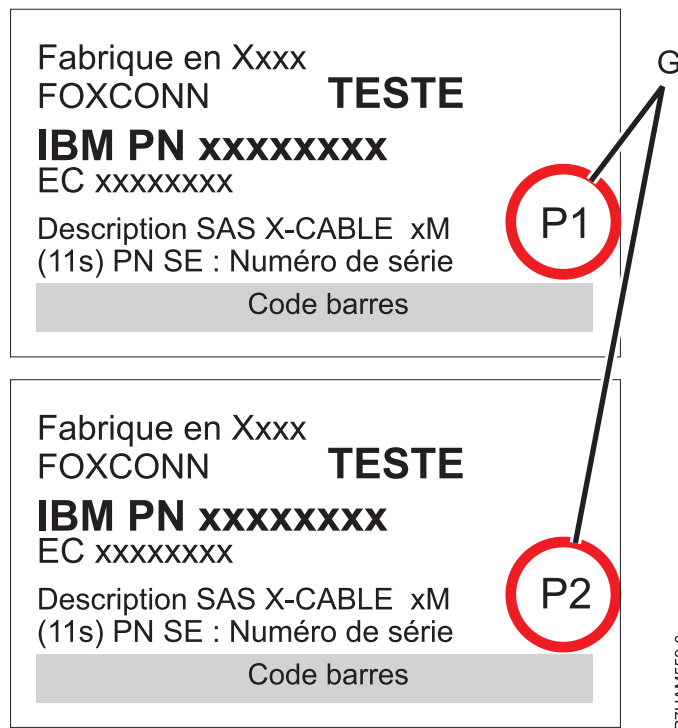 Fabrique en Xxxx
FOXCONN TESTE
IBM PN xxxxxxxx
EC xxxxxxxx
Description SAS X-CABLE xM
(11s) PN SE : Numéro de série
Code barres
P1
G
Fabrique en Xxxx
FOXCONN TESTE
IBM PN xxxxxxxx
EC xxxxxxxx
Description SAS X-CABLE xM
(11s) PN SE : Numéro de série
Code barres
P2